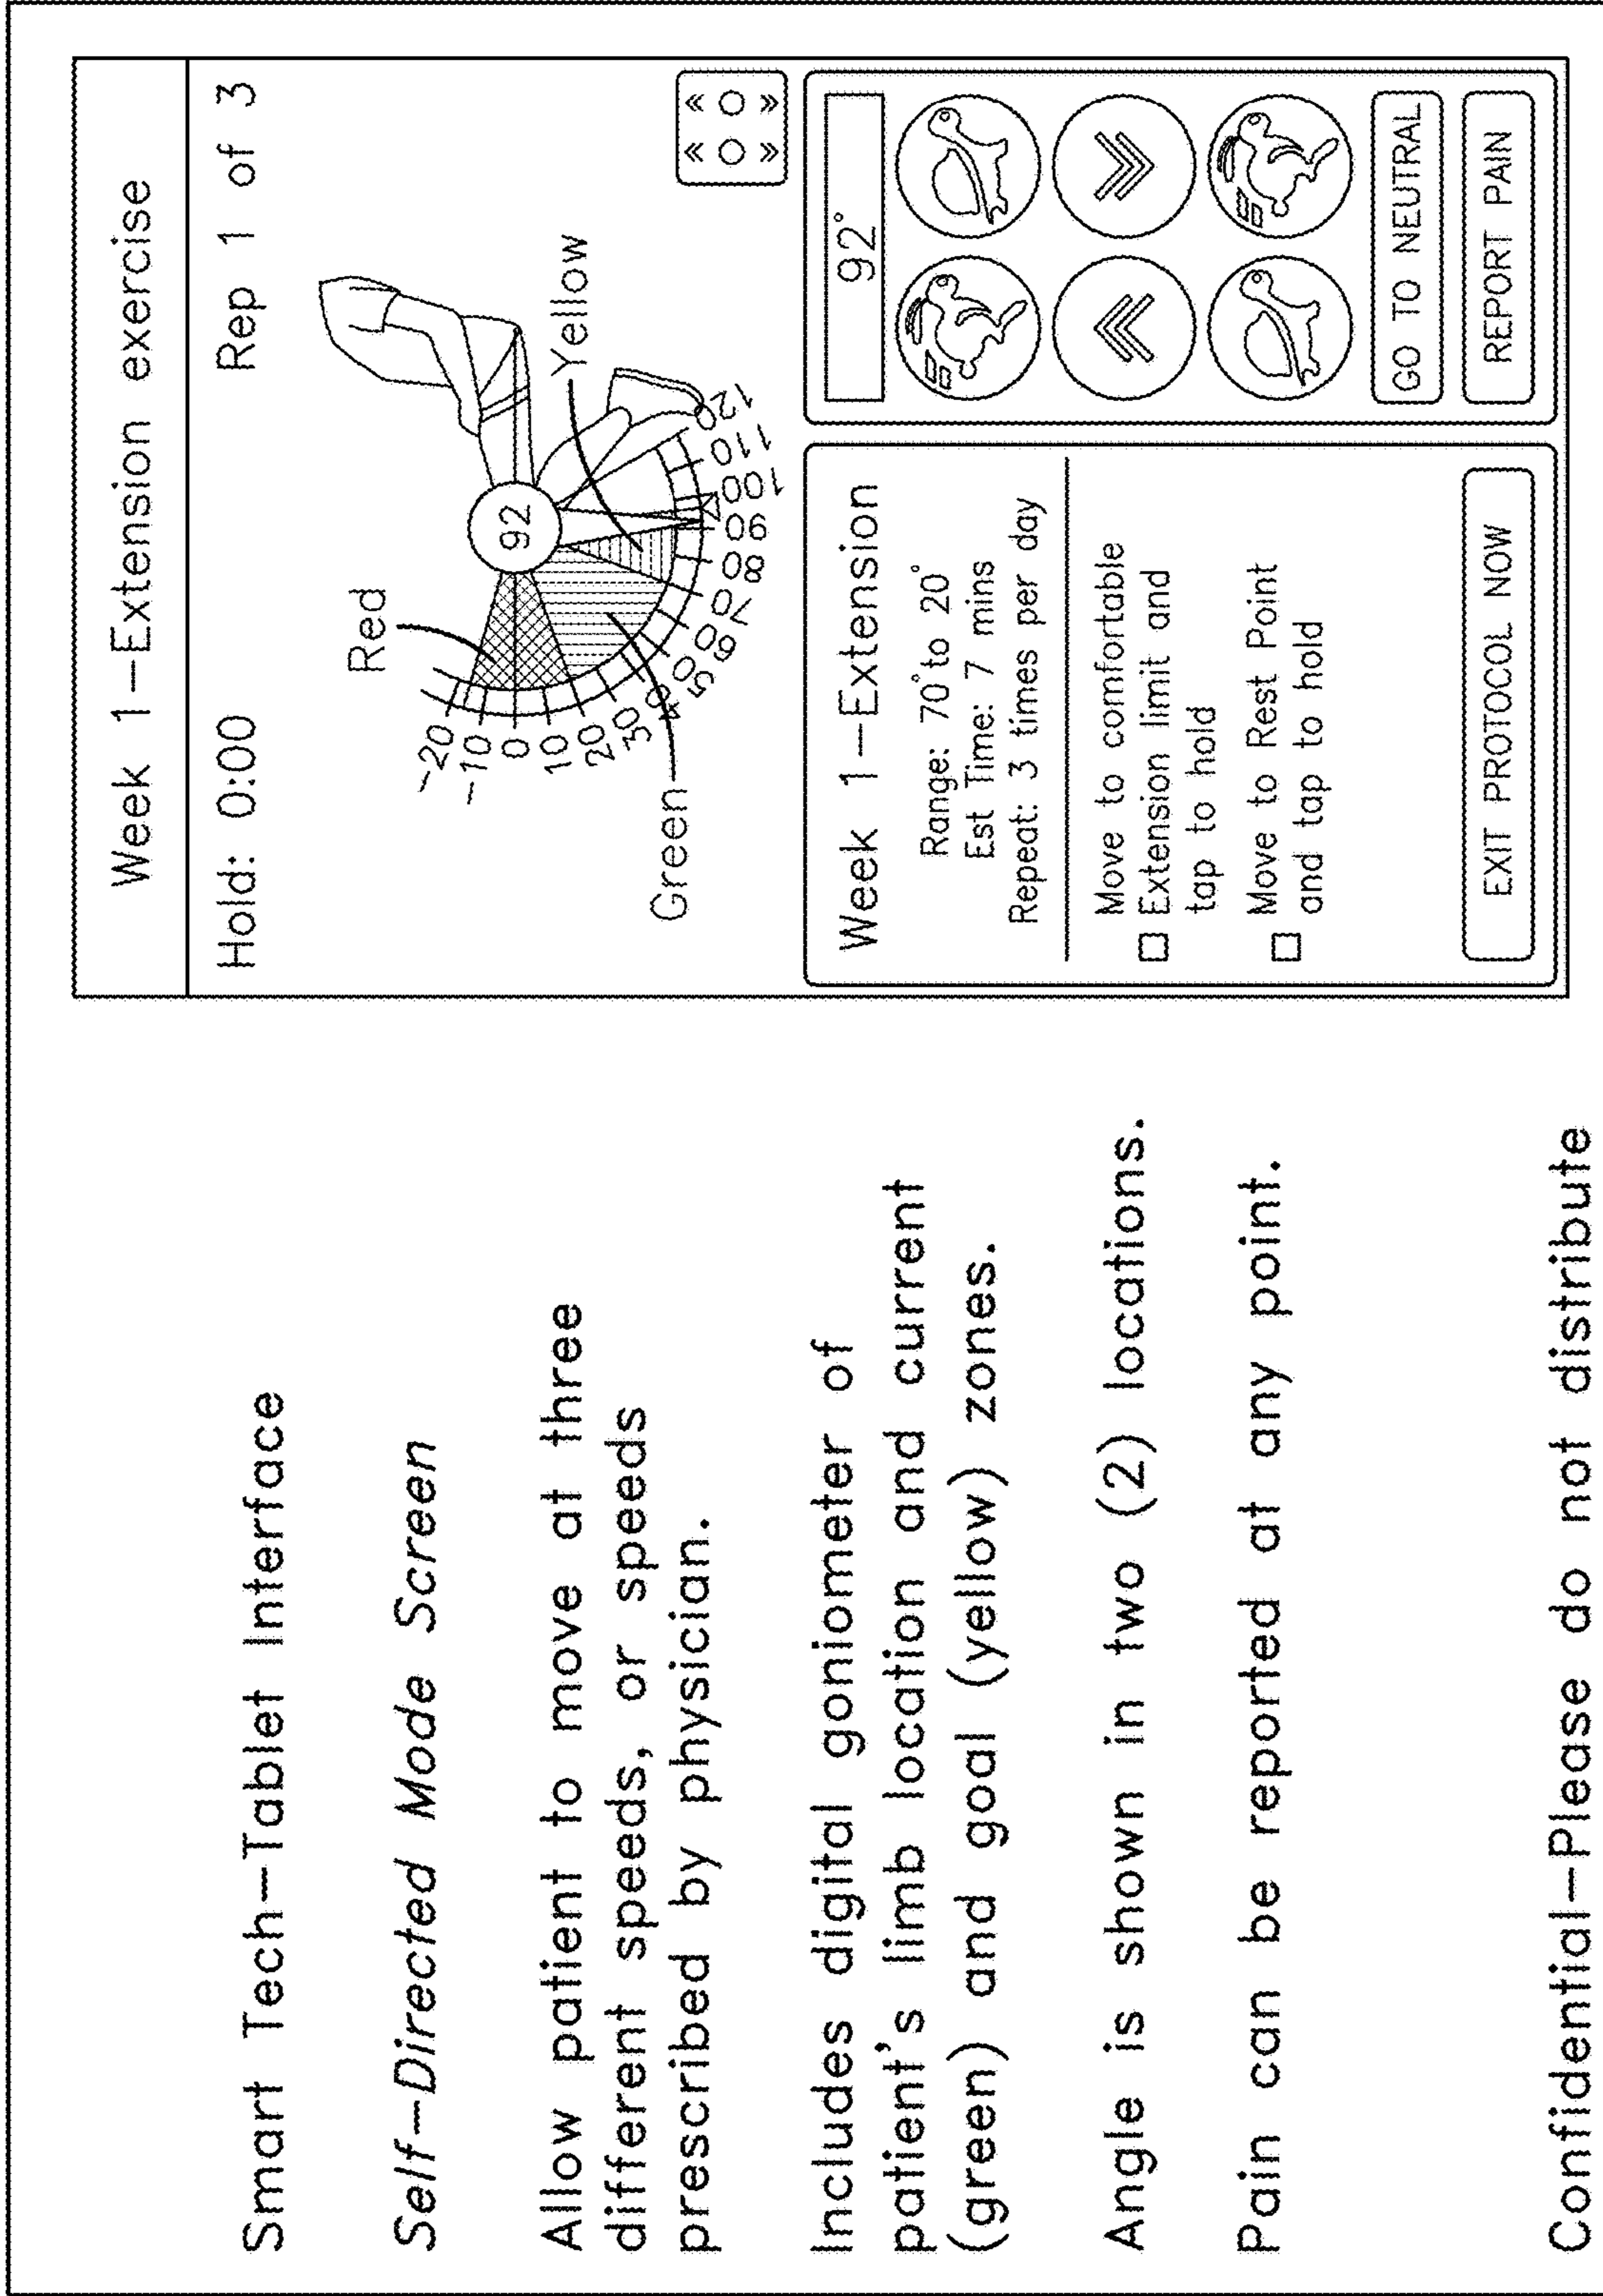 Smart Tech-Tablet Interface
Self-Directed Mode Screen
Allow patient to move at three
different speeds, or speeds
prescribed by physician.
Includes digital goniometer of
patient's limb location and current
(green) and goal (yellow) zones.
Angle is shown in two (2) locations.
Pain can be reported at any point.
Confidential-Please do not distribute
Week 1-Extension exercise
Hold: 0:00
Rep 1 of 3
Red
Yellow
Green
92
-20
-10
0
10
20
30
40
50
60
70
80
90
100
110
120
Week 1-Extension
Range: 70° to 20°
Est Time: 7 mins
Repeat: 3 times per day
Move to comfortable
Extension limit and
tap to hold
Move to Rest Point
and tap to hold
EXIT PROTOCOL NOW
92°
GO TO NEUTRAL
REPORT PAIN